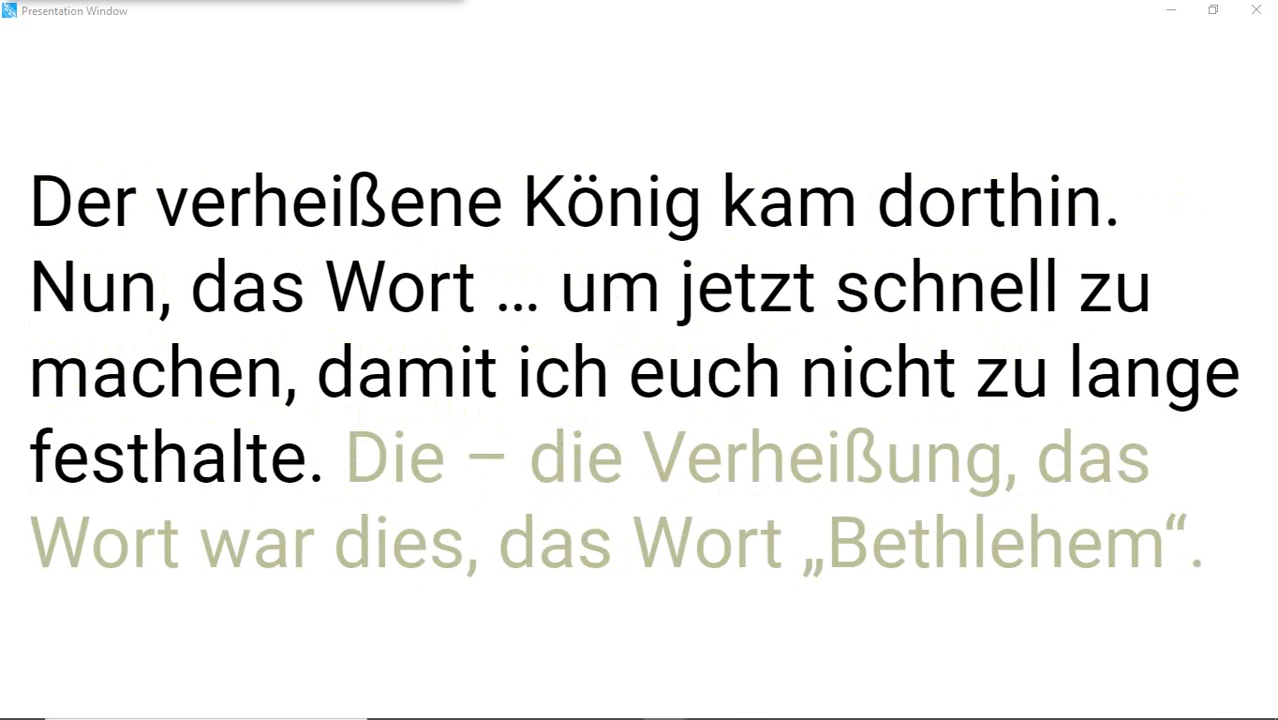 Presentation Window
Der verheißene König kam dorthin.
Nun, das Wort ... um jetzt schnell zu
machen, damit ich euch nicht zu lange
festhalte. Die – die Verheißung, das
Wort war dies, das Wort „Bethlehem“.